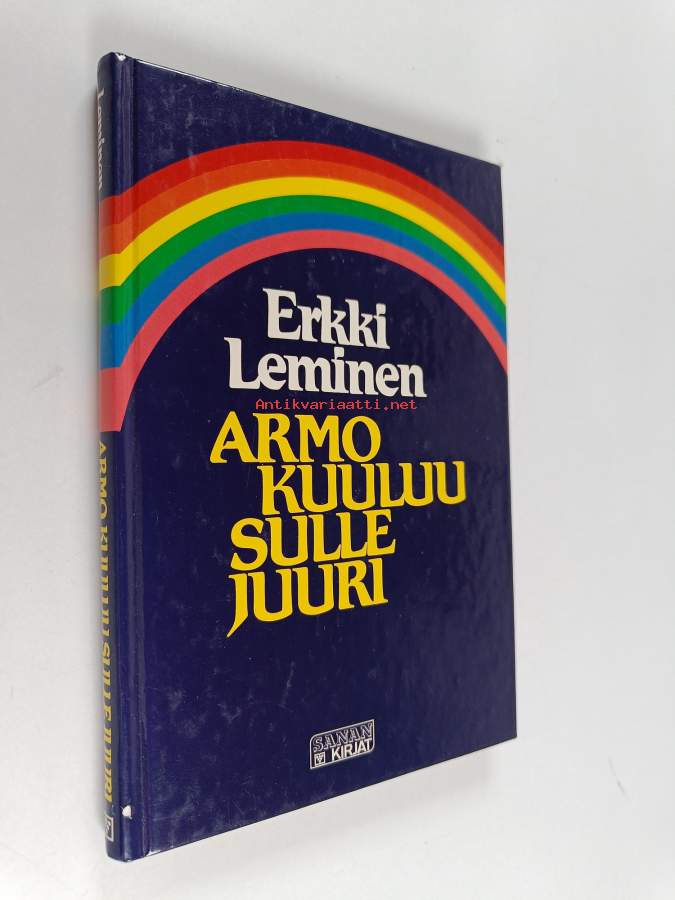 Leminen
ARMO KUULUU SULLE JUURI
Erkki
Leminen
Antikvariaatti.net
ARMO
KUULUU
SULLE
JUURI
SANAN
KIRJAT